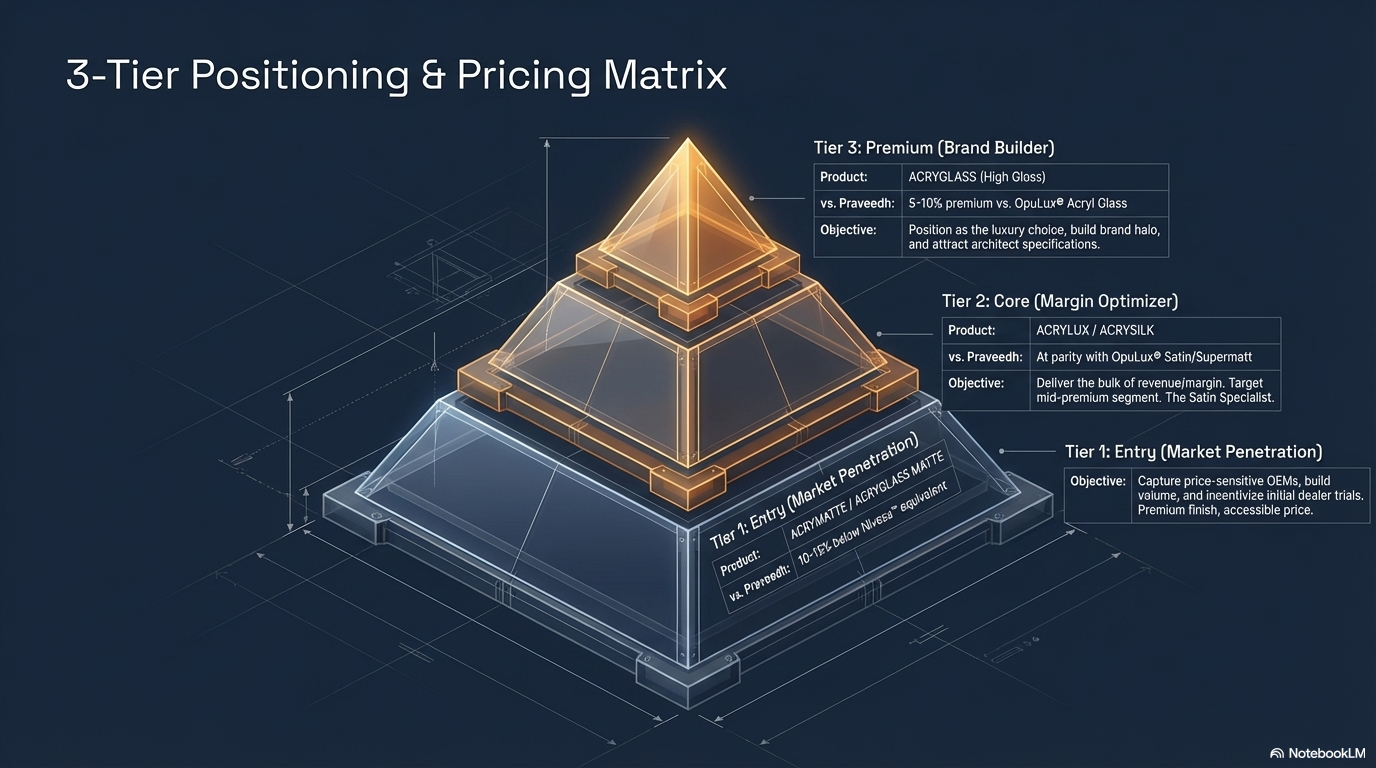 3-Tier Positioning & Pricing Matrix
Tier 3: Premium (Brand Builder)
Product: ACRYGLASS (High Gloss)
vs. Praveedh: 5-10% premium vs. OpuLux® Acryl Glass
Objective: Position as the luxury choice, build brand halo,
and attract architect specifications.
Tier 2: Core (Margin Optimizer)
Product: ACRYLUX / ACRYSILK
vs. Praveedh: At parity with OpuLux® Satin/Supermatt
Objective: Deliver the bulk of revenue/margin. Target
mid-premium segment. The Satin Specialist.
Tier 1: Entry (Market Penetration)
Objective: Capture price-sensitive OEMs, build
volume, and incentivize initial dealer trials.
Premium finish, accessible price.
Tier 1: Entry (Market Penetration)
Product: ACRYMATTE / ACRYGLASS MATTE
vs. below equivalent
NotebookLM